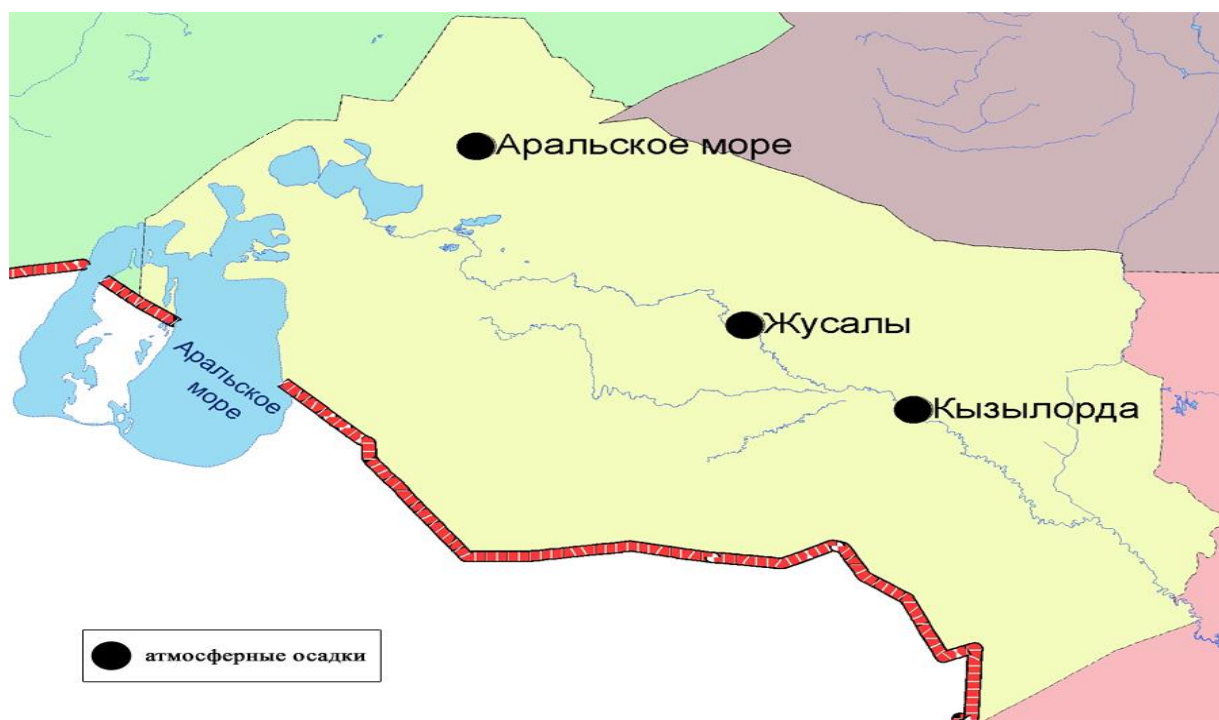 Аральское море
Жусалы
Аральское
море
Кызылорда
атмосферные осадки